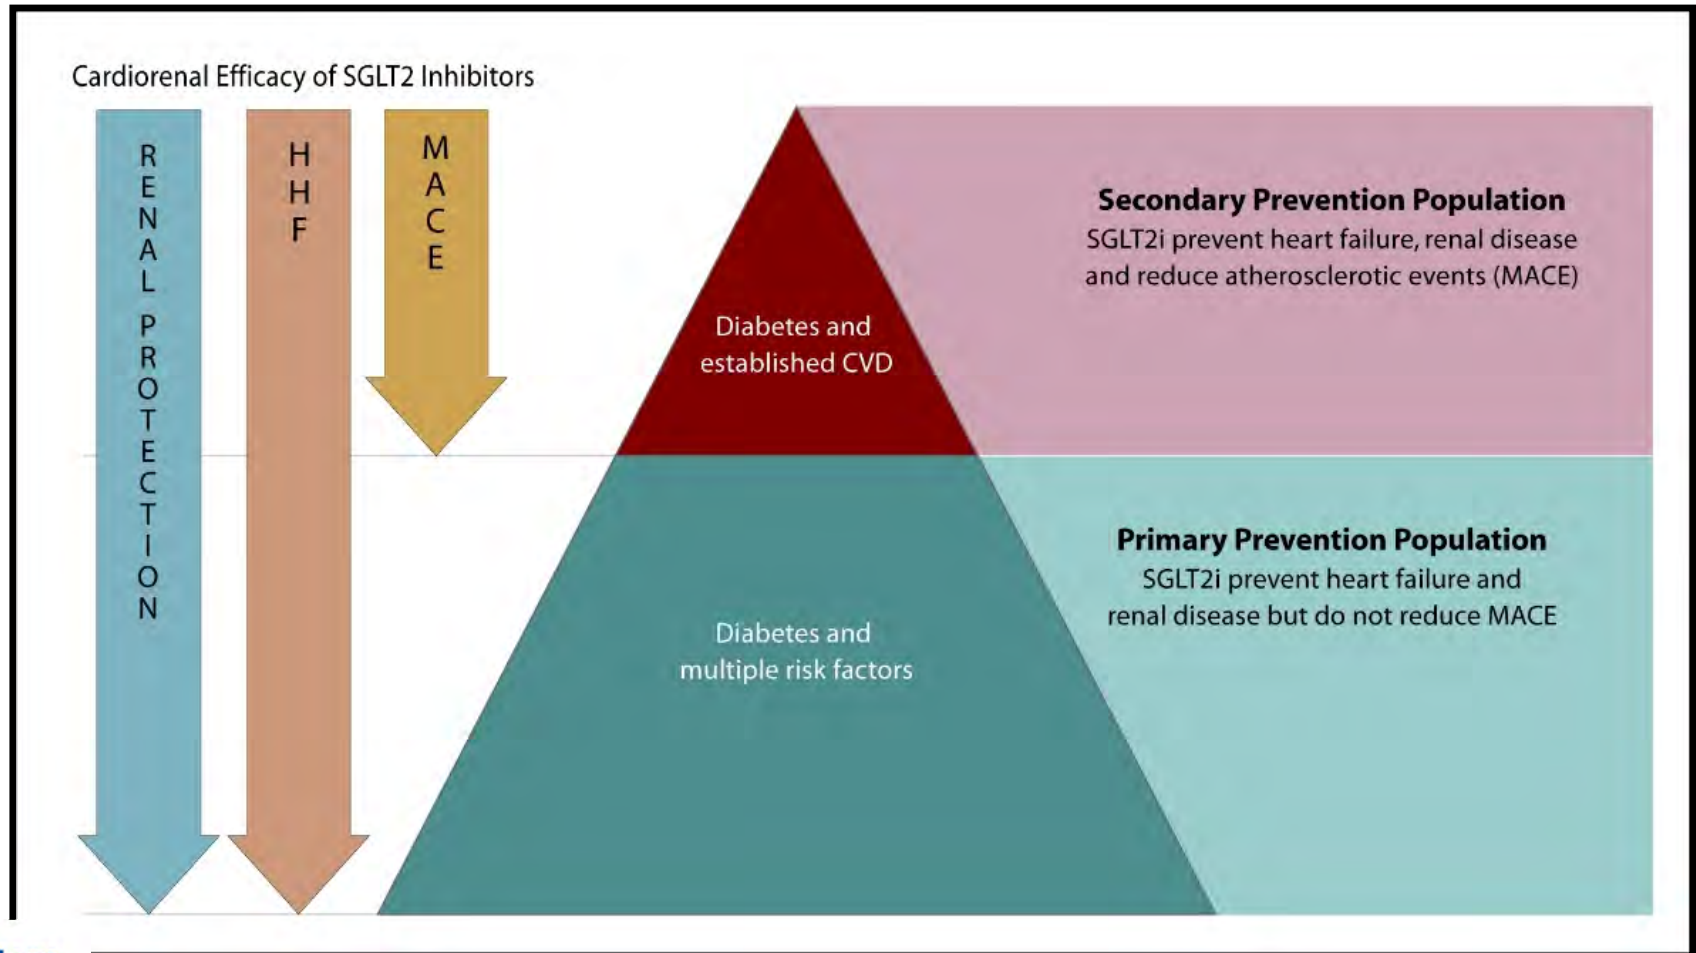 Cardiorenal Efficacy of SGLT2 Inhibitors
RENAL PROTECTION
HHF
MACE
Diabetes and
established CVD
Secondary Prevention Population
SGLT2i prevent heart failure, renal disease
and reduce atherosclerotic events (MACE)
Diabetes and
multiple risk factors
Primary Prevention Population
SGLT2i prevent heart failure and
renal disease but do not reduce MACE